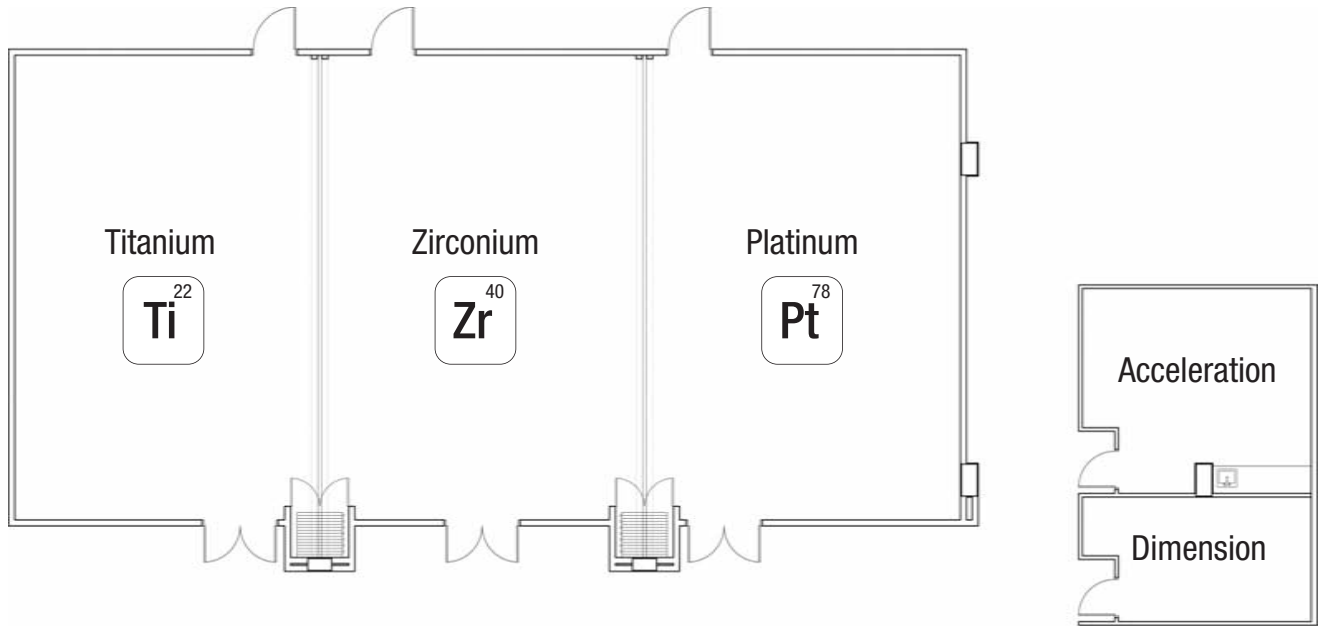 Titanium
Ti 22
Zirconium
Zr 40
Platinum
Pt 78
Acceleration
Dimension